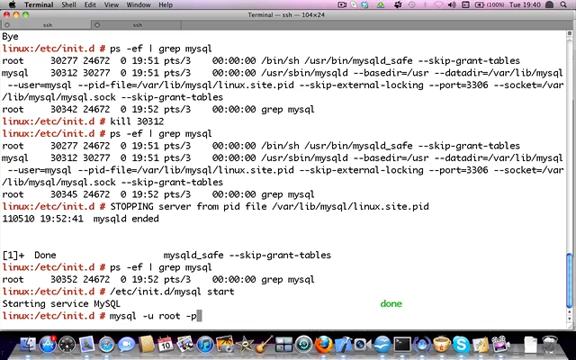 Terminal Shell Edit View Window Help
Tue 19:40
Terminal — ssh — 104×24
ssh ssh
Bye
linux:/etc/init.d # ps -ef | grep mysql
root 30277 24672 0 19:51 pts/3 00:00:00 /bin/sh /usr/bin/mysqld_safe --skip-grant-tables
mysql 30312 30277 0 19:51 pts/3 00:00:00 /usr/sbin/mysqld --basedir=/usr --datadir=/var/lib/mysql
--user=mysql --pid-file=/var/lib/mysql/linux.site.pid --skip-external-locking --port=3306 --socket=/var
/lib/mysql/mysql.sock --skip-grant-tables
root 30342 24672 0 19:52 pts/3 00:00:00 grep mysql
linux:/etc/init.d # kill 30312
linux:/etc/init.d # ps -ef | grep mysql
root 30277 24672 0 19:51 pts/3 00:00:00 /bin/sh /usr/bin/mysqld_safe --skip-grant-tables
mysql 30312 30277 0 19:51 pts/3 00:00:00 /usr/sbin/mysqld --basedir=/usr --datadir=/var/lib/mysql
--user=mysql --pid-file=/var/lib/mysql/linux.site.pid --skip-external-locking --port=3306 --socket=/var
/lib/mysql/mysql.sock --skip-grant-tables
root 30345 24672 0 19:52 pts/3 00:00:00 grep mysql
linux:/etc/init.d # STOPPING server from pid file /var/lib/mysql/linux.site.pid
110510 19:52:41 mysqld ended
[1]+ Done mysqld_safe --skip-grant-tables
linux:/etc/init.d # ps -ef | grep mysql
root 30352 24672 0 19:52 pts/3 00:00:00 grep mysql
linux:/etc/init.d # /etc/init.d/mysql start
Starting service MySQL done
linux:/etc/init.d # mysql -u root -p